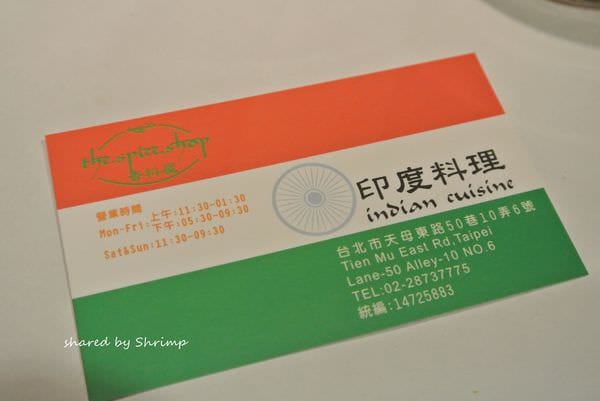 the spice shop
香料屋
營業時間
Mon-Fri:上午:11:30-01:30
下午:05:30-09:30
Sat&Sun:11:30-09:30
印度料理
indian cuisine
台北市天母東路50巷10弄6號
Tien Mu East Rd,Taipei
Lane-50 Alley-10 NO.6
TEL:02-28737775
統編:14725883
shared by Shrimp